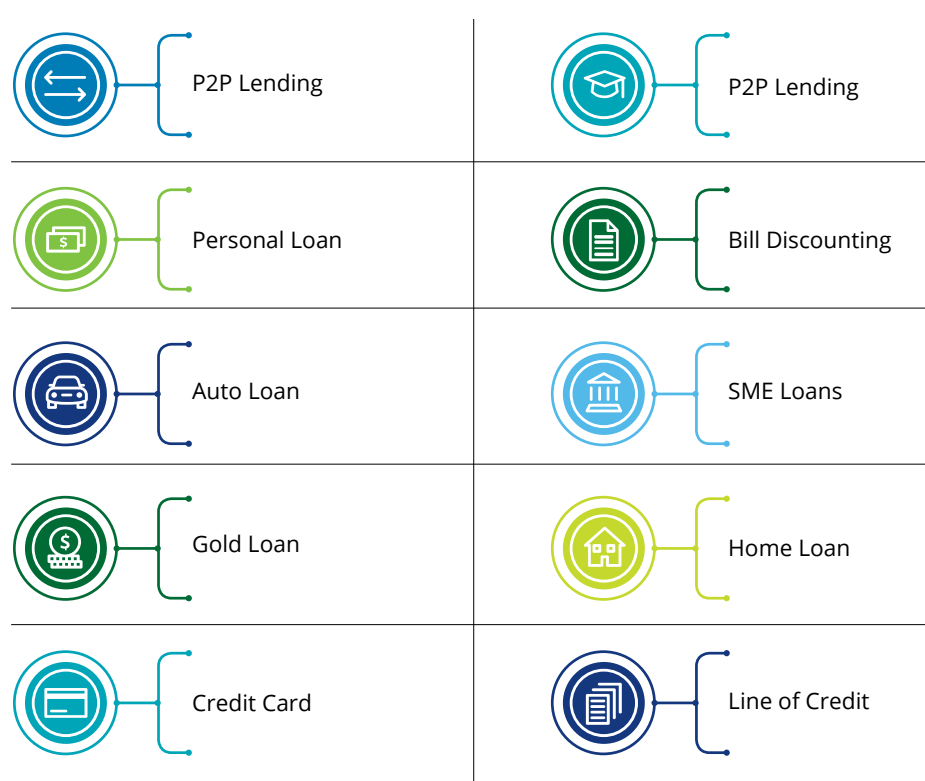 P2P Lending
P2P Lending
Personal Loan
Bill Discounting
Auto Loan
SME Loans
Gold Loan
Home Loan
Credit Card
Line of Credit